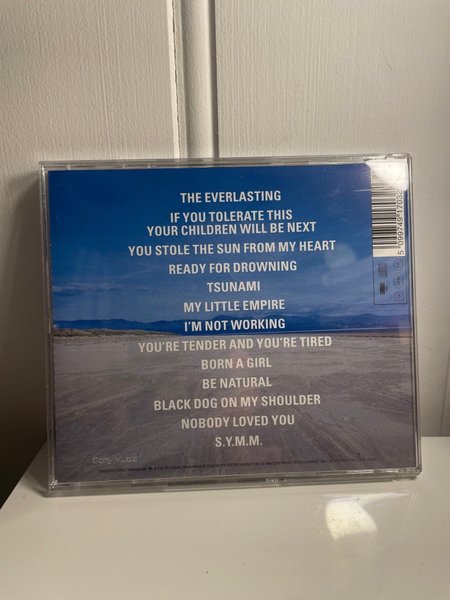 THE EVERLASTING
IF YOU TOLERATE THIS
YOUR CHILDREN WILL BE NEXT
YOU STOLE THE SUN FROM MY HEART
READY FOR DROWNING
TSUNAMI
MY LITTLE EMPIRE
I'M NOT WORKING
YOU'RE TENDER AND YOU'RE TIRED
BORN A GIRL
BE NATURAL
BLACK DOG ON MY SHOULDER
NOBODY LOVED YOU
S.Y.M.M.
Sony Music